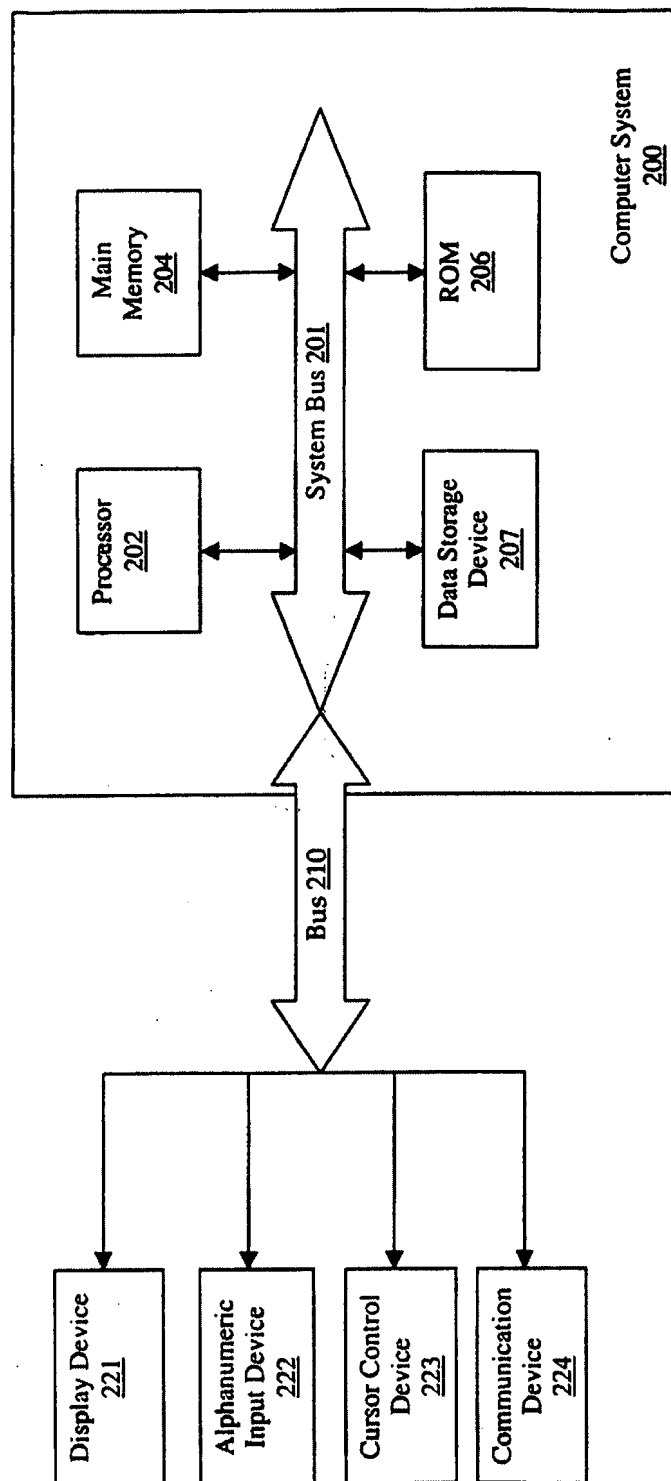 Display Device
221
Alphanumeric
Input Device
222
Cursor Control
Device
223
Communication
Device
224
Bus 210
Processor
202
Main
Memory
204
System Bus 201
Data Storage
Device
207
ROM
206
Computer System
200